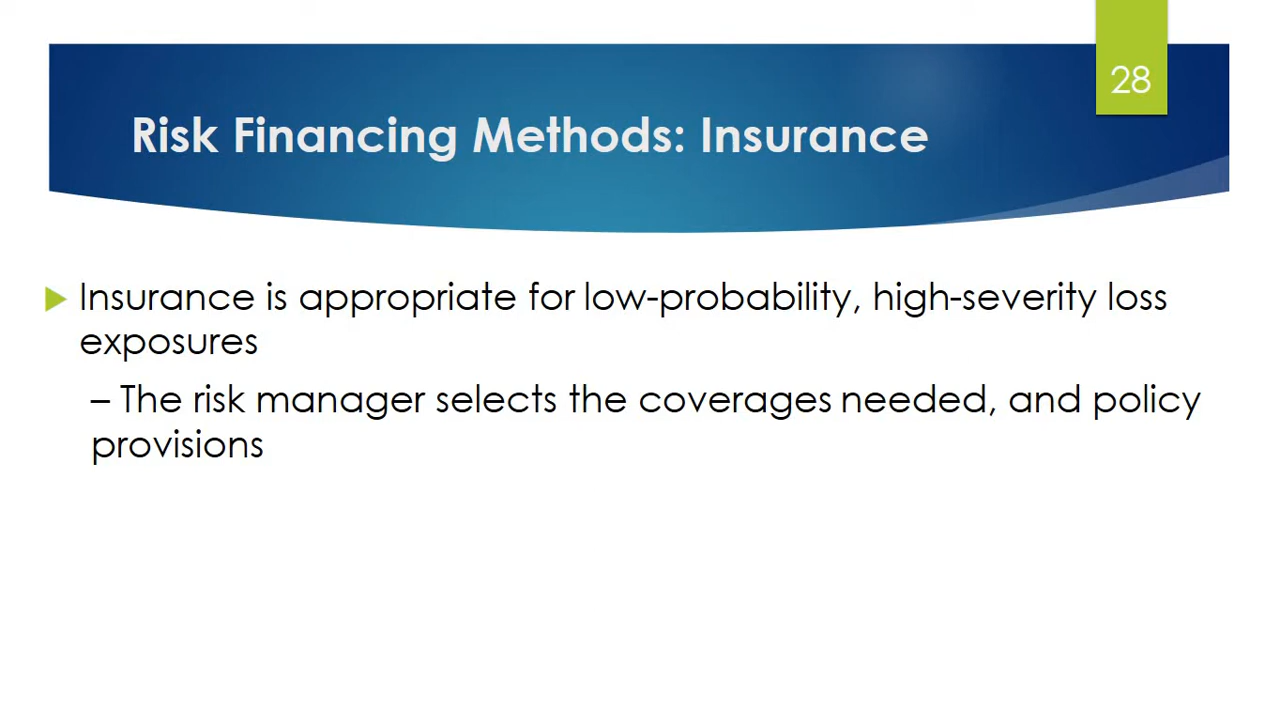 28
Risk Financing Methods: Insurance
Insurance is appropriate for low-probability, high-severity loss
exposures
– The risk manager selects the coverages needed, and policy
provisions